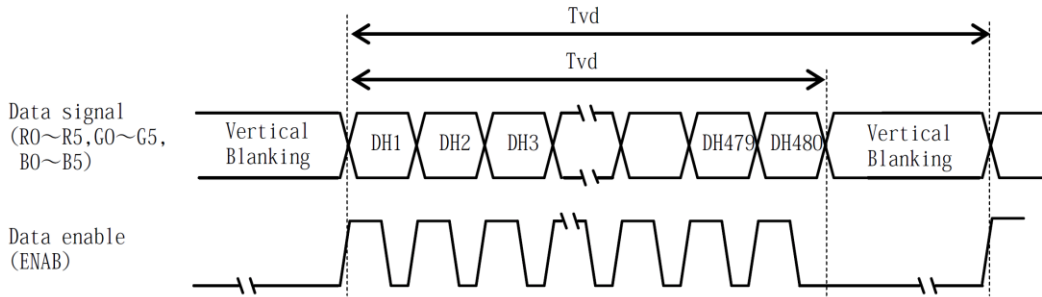 Tvd
Tvd
Data signal
(R0～R5,G0～G5,
B0～B5)
Vertical
Blanking
DH1
DH2
DH3
DH479
DH480
Vertical
Blanking
Data enable
(ENAB)